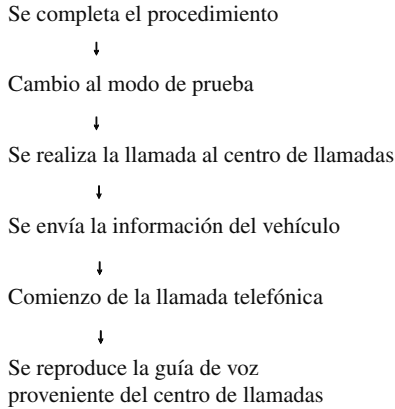 Se completa el procedimiento
Cambio al modo de prueba
Se realiza la llamada al centro de llamadas
Se envía la información del vehículo
Comienzo de la llamada telefónica
Se reproduce la guía de voz
proveniente del centro de llamadas